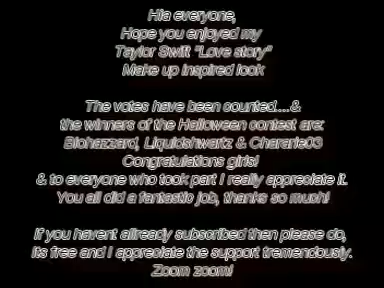 Hia everyone,
Hope you enjoyed my
Taylor Swift "Love story"
Make up inspired look
The votes have been counted....&
the winners of the Halloween contest are:
Biohazzard, Liquidshwartz & Chararie03
Congratulations girls!
& to everyone who took part I really appreciate it.
You all did a fantastic job, thanks so much!
If you havent allready subscribed then please do,
its free and I appreciate the support tremendously.
Zoom zoom!